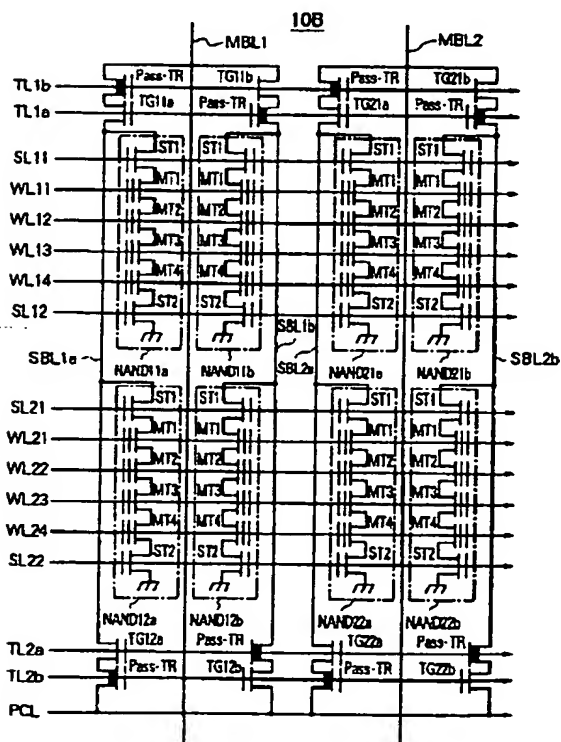 10B
MBL1 MBL2
Pass-TR TG11b Pass-TR TG21b
TL1b
TG11a Pass-TR TG21a Pass-TR
TL1a
ST1 ST1 ST1 ST1
SL11
MT1 MT1 MT1 MT1
WL11
MT2 MT2 MT2 MT2
WL12
MT3 MT3 MT3 MT3
WL13
MT4 MT4 MT4 MT4
WL14
ST2 ST2 ST2 ST2
SL12
SBL1b
SBL1a NAND11a NAND11b SBL2a NAND21a NAND21b SBL2b
ST1 ST1 ST1 ST1
SL21
MT1 MT1 MT1 MT1
WL21
MT2 MT2 MT2 MT2
WL22
MT3 MT3 MT3 MT3
WL23
MT4 MT4 MT4 MT4
WL24
ST2 ST2 ST2 ST2
SL22
NAND12a NAND12b NAND22a NAND22b
TG12a Pass-TR TG22a Pass-TR
TL2a
Pass-TR TG12b Pass-TR TG22b
TL2b
PCL